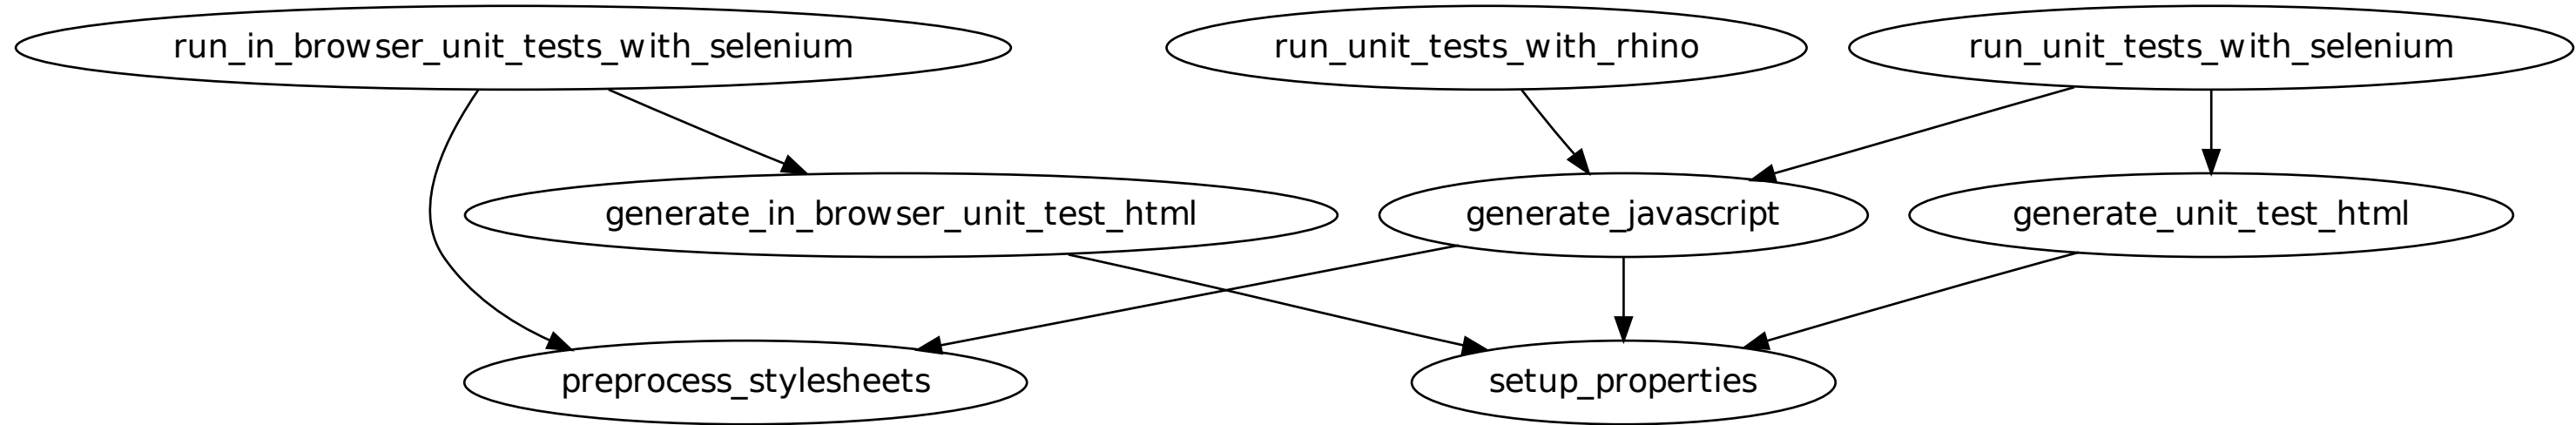 run_in_browser_unit_tests_with_selenium
run_unit_tests_with_rhino
run_unit_tests_with_selenium
generate_in_browser_unit_test_html
generate_javascript
generate_unit_test_html
preprocess_stylesheets
setup_properties